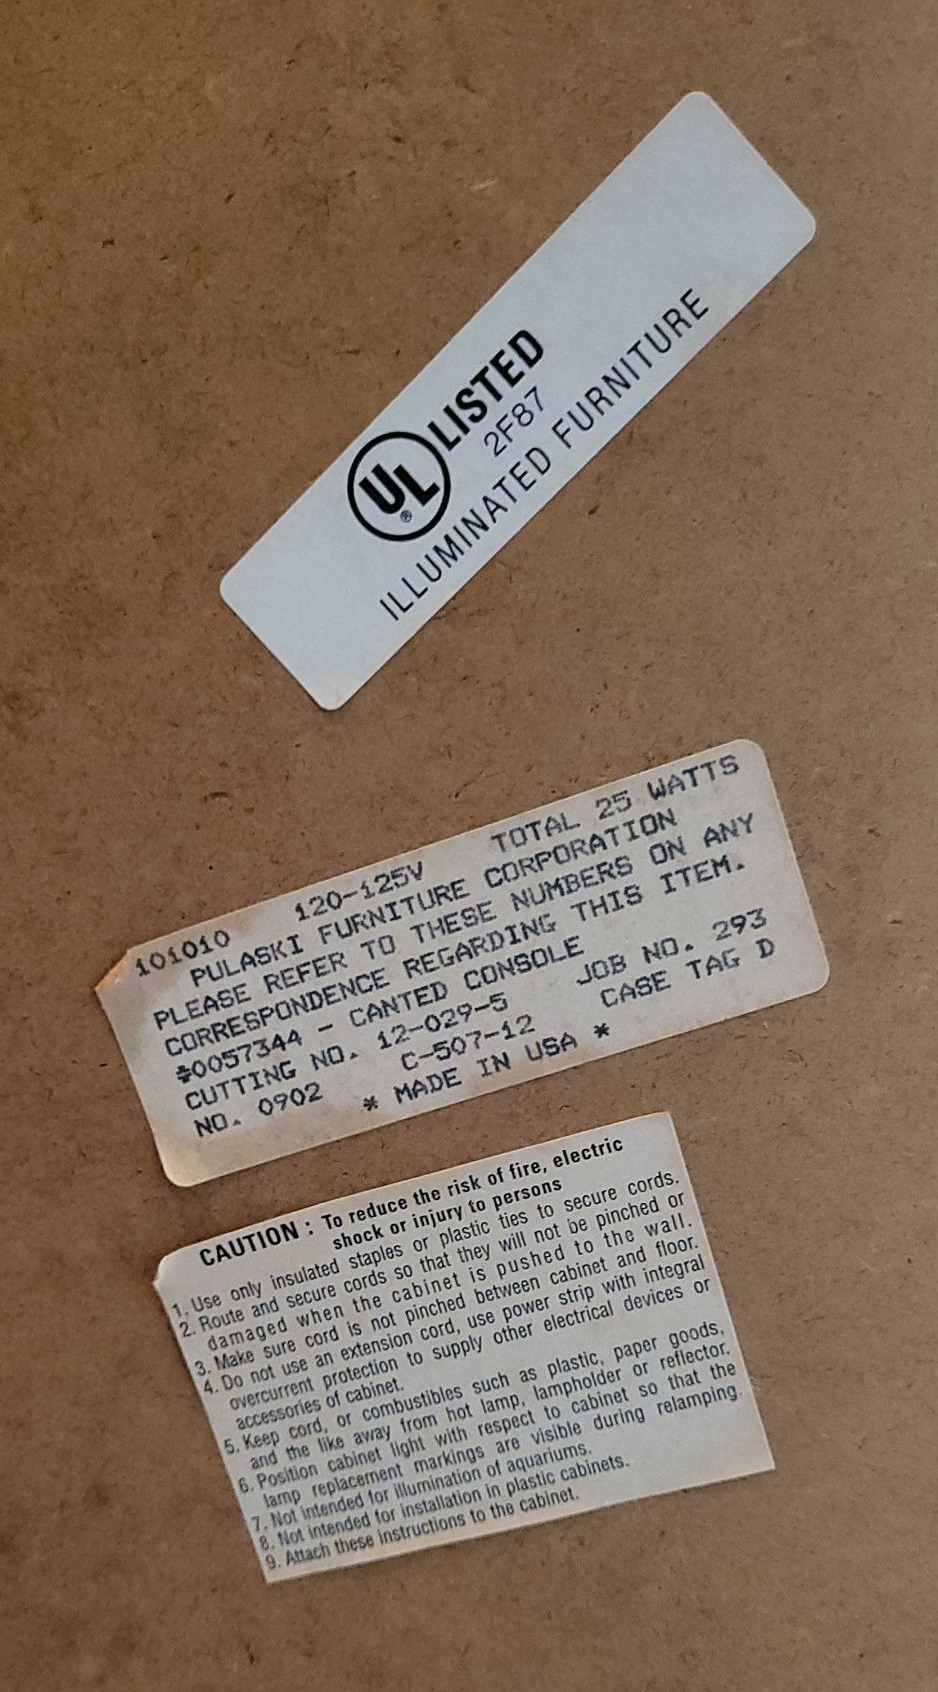 UL LISTED
®
2F87
ILLUMINATED FURNITURE
101010 120-125V TOTAL 25 WATTS
PULASKI FURNITURE CORPORATION
PLEASE REFER TO THESE NUMBERS ON ANY
CORRESPONDENCE REGARDING THIS ITEM.
#0057344 - CANTED CONSOLE
CUTTING NO. 12-029-5 JOB NO. 293
NO. 0902 C-507-12 CASE TAG D
* MADE IN USA *
CAUTION : To reduce the risk of fire, electric
shock or injury to persons
1. Use only insulated staples or plastic ties to secure cords.
2. Route and secure cords so that they will not be pinched or
damaged when the cabinet is pushed to the wall.
3. Make sure cord is not pinched between cabinet and floor.
4. Do not use an extension cord, use power strip with integral
overcurrent protection to supply other electrical devices or
accessories of cabinet.
5. Keep cord, or combustibles such as plastic, paper goods,
and the like away from hot lamp, lampholder or reflector.
6. Position cabinet light with respect to cabinet so that the
lamp replacement markings are visible during relamping.
7. Not intended for illumination of aquariums.
8. Not intended for installation in plastic cabinets.
9. Attach these instructions to the cabinet.